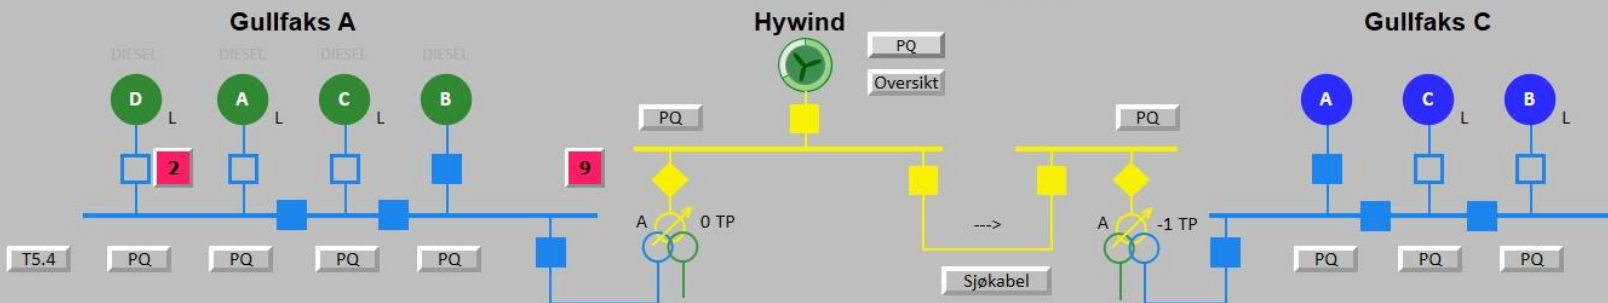 Gullfaks A
Hywind
Gullfaks C
PQ
Oversikt
DIESEL DIESEL DIESEL DIESEL
D L A L C L B
A C L B L
PQ PQ
2 9
A 0 TP
A -1 TP
--->
T5.4 PQ PQ PQ PQ
Sjøkabel
PQ PQ PQ